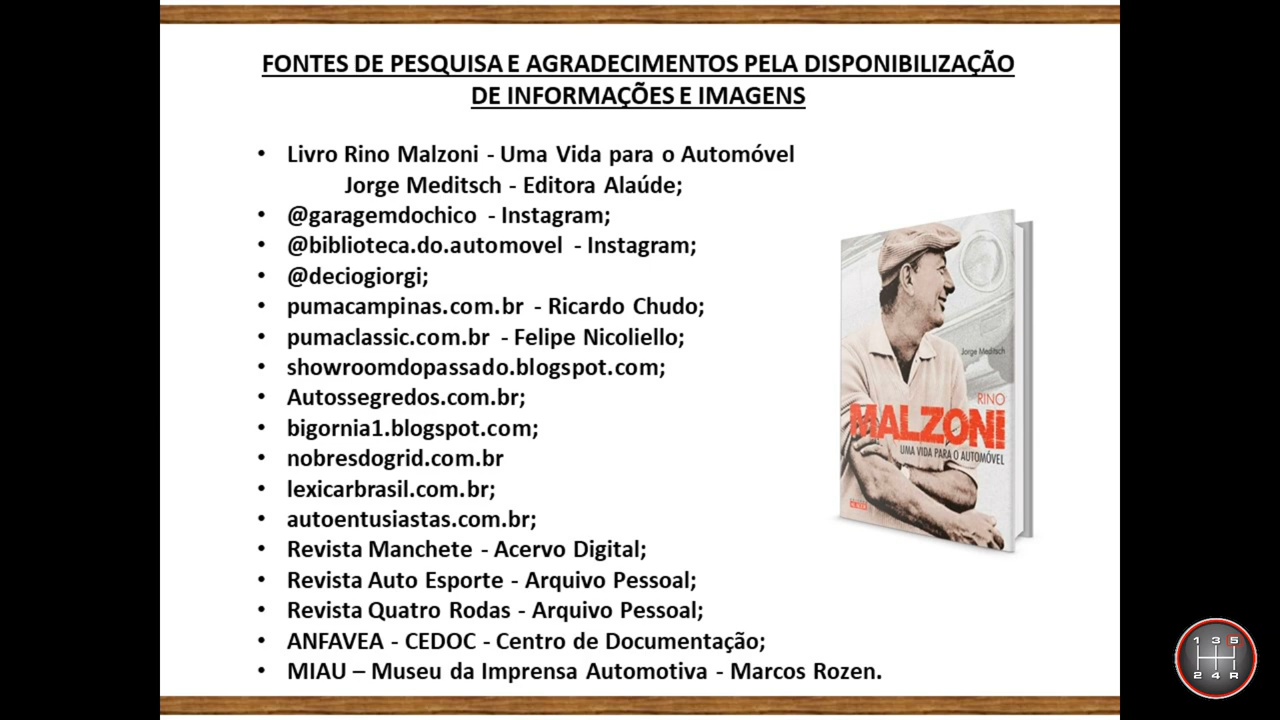 FONTES DE PESQUISA E AGRADECIMENTOS PELA DISPONIBILIZAÇÃO
DE INFORMAÇÕES E IMAGENS
• Livro Rino Malzoni - Uma Vida para o Automóvel
Jorge Meditsch - Editora Alaúde;
• @garagemdochico - Instagram;
• @biblioteca.do.automovel - Instagram;
• @deciogiorgi;
• pumacampinas.com.br - Ricardo Chudo;
• pumaclassic.com.br - Felipe Nicoliello;
• showroomdopassado.blogspot.com;
• Autossegredos.com.br;
• bigornia1.blogspot.com;
• nobresdogrid.com.br
• lexicarbrasil.com.br;
• autoentusiastas.com.br;
• Revista Manchete - Acervo Digital;
• Revista Auto Esporte - Arquivo Pessoal;
• Revista Quatro Rodas - Arquivo Pessoal;
• ANFAVEA - CEDOC - Centro de Documentação;
• MIAU – Museu da Imprensa Automotiva - Marcos Rozen.
Jorge Meditsch
RINO
MALZONI
UMA VIDA PARA O AUTOMÓVEL
1 3 5
2 4 R